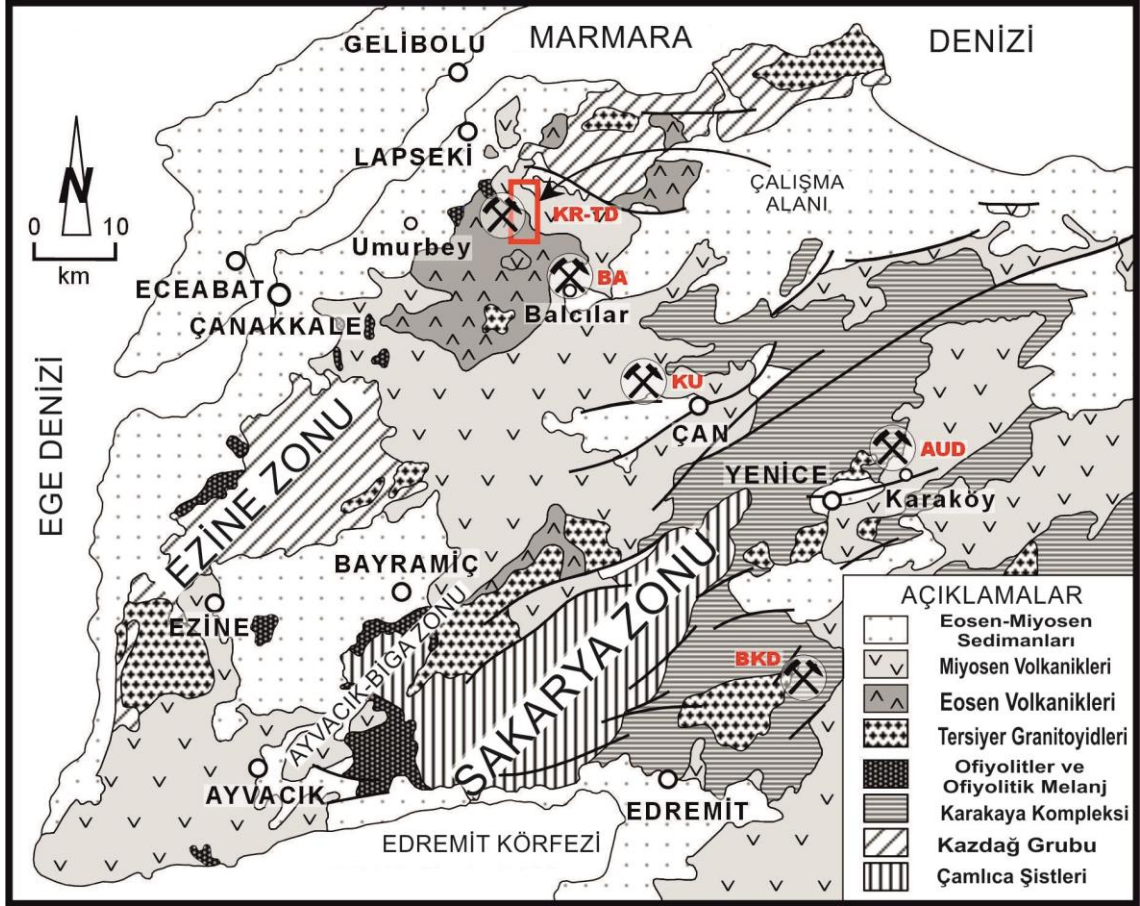 MARMARA DENİZİ
GELİBOLU
LAPSEKİ
ÇALIŞMA
ALANI
KR-TD
Umurbey
N
0 10
km
BA
Balcılar
ECEABAT
ÇANAKKALE
EGE DENİZİ
KU
ÇAN
EZİNE ZONU
AUD
YENİCE
Karaköy
BAYRAMİÇ
EZİNE
AYVACIK-BİGA ZONU
SAKARYA ZONU
BKD
AYVACIK
EDREMİT
EDREMİT KÖRFEZİ
AÇIKLAMALAR
Eosen-Miyosen
Sedimanları
Miyosen Volkanikleri
Eosen Volkanikleri
Tersiyer Granitoyidleri
Ofiyolitler ve
Ofiyolitik Melanj
Karakaya Kompleksi
Kazdağ Grubu
Çamlıca Şistleri